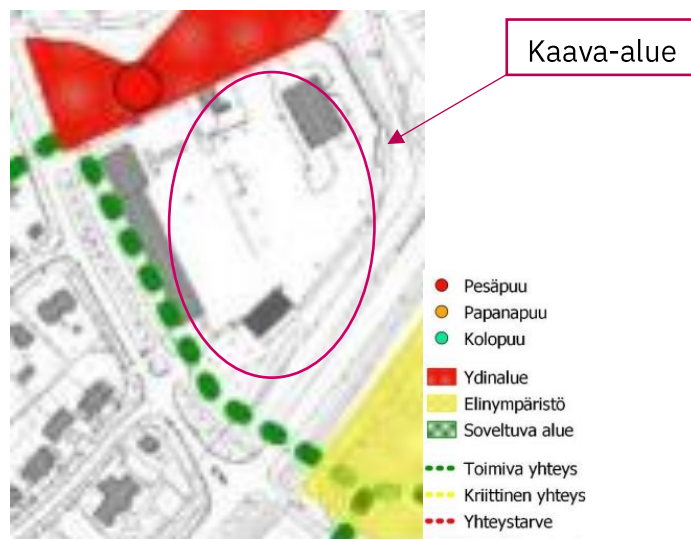 Kaava-alue
Pesäpuu
Papanapuu
Kolopuu
Ydinalue
Elinympäristö
Soveltuva alue
Toimiva yhteys
Kriittinen yhteys
Yhteystarve